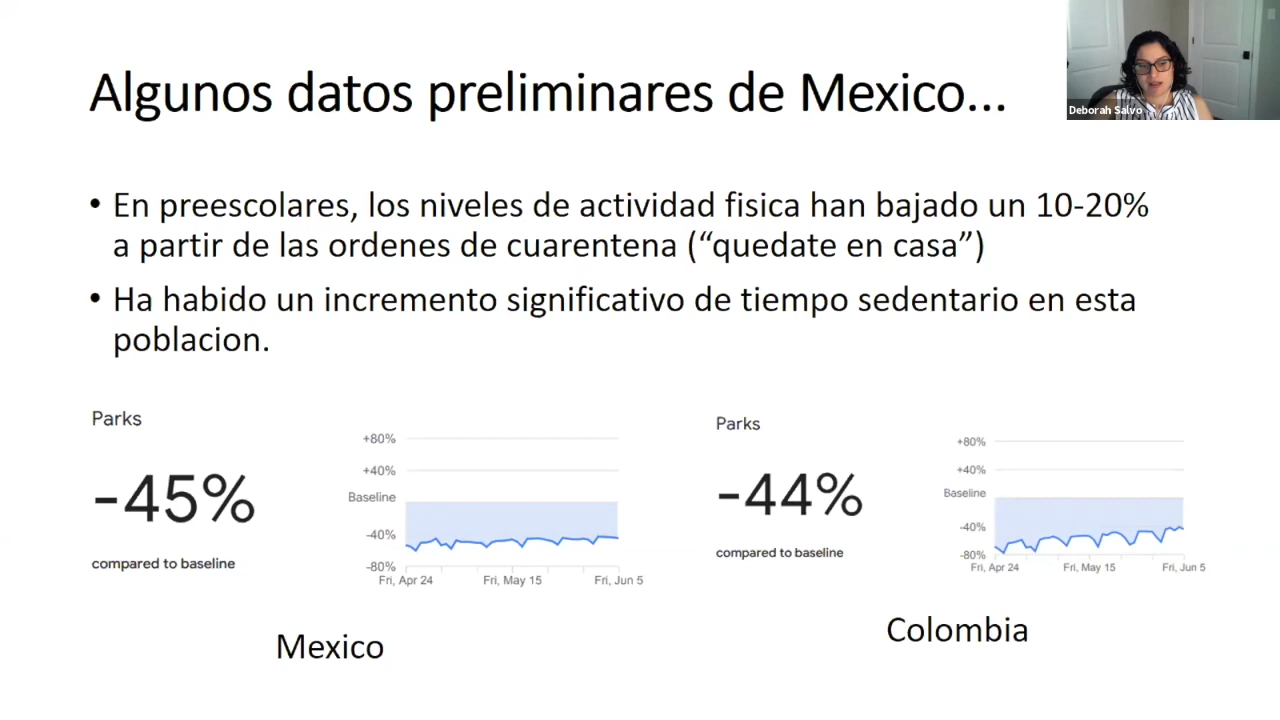 Algunos datos preliminares de Mexico...
Deborah Salvo
• En preescolares, los niveles de actividad fisica han bajado un 10-20%
a partir de las ordenes de cuarentena (“quedate en casa”)
• Ha habido un incremento significativo de tiempo sedentario en esta
poblacion.
Parks
-45%
compared to baseline
+80%
+40%
Baseline
-40%
-80%
Fri, Apr 24 Fri, May 15 Fri, Jun 5
Mexico
Parks
-44%
compared to baseline
+80%
+40%
Baseline
-40%
-80%
Fri, Apr 24 Fri, May 15 Fri, Jun 5
Colombia